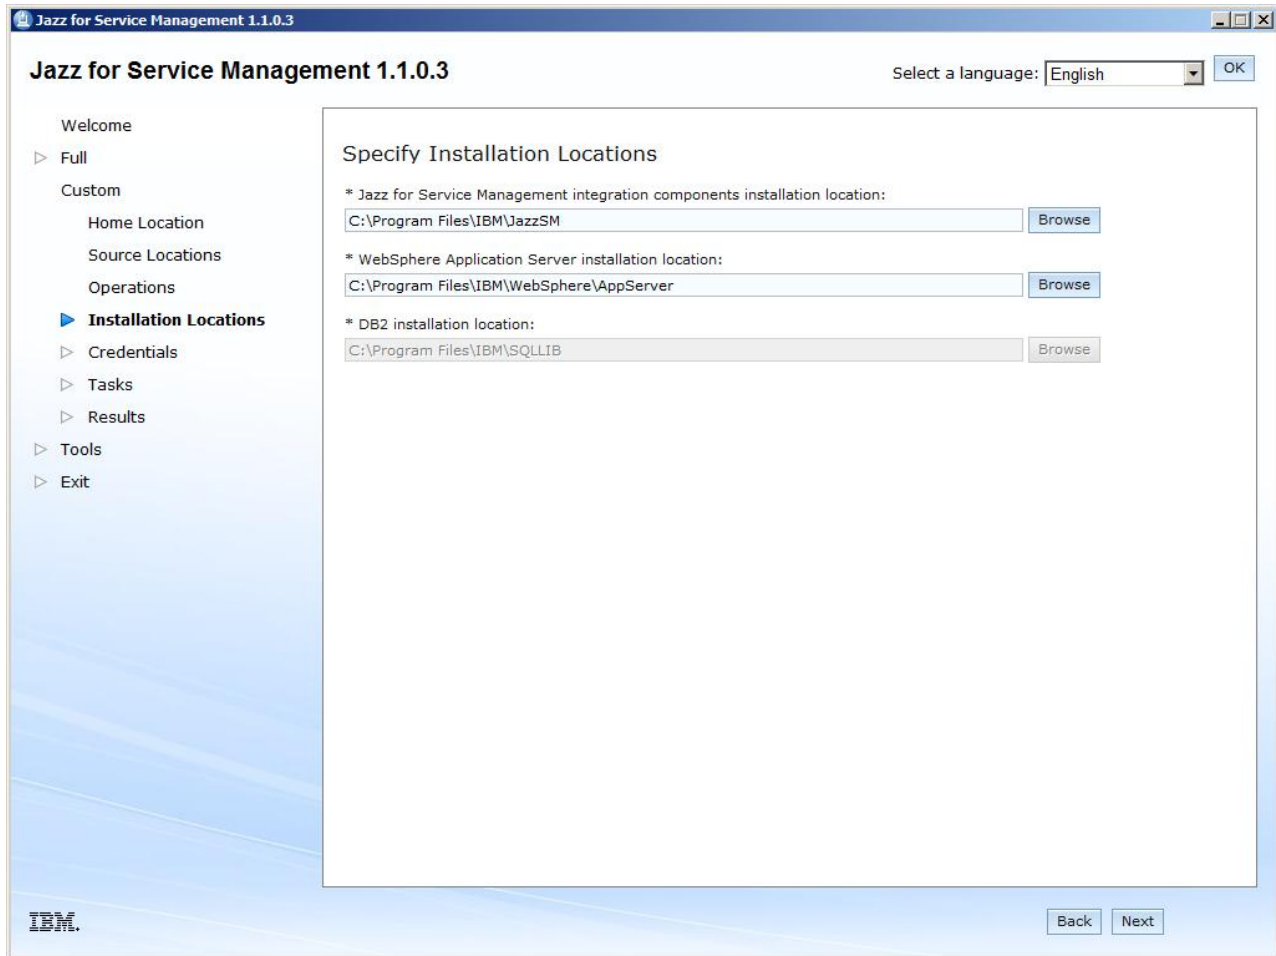 Jazz for Service Management 1.1.0.3
Jazz for Service Management 1.1.0.3
Select a language: English OK
Welcome
Full
Custom
Home Location
Source Locations
Operations
Installation Locations
Credentials
Tasks
Results
Tools
Exit
Specify Installation Locations
* Jazz for Service Management integration components installation location:
C:\Program Files\IBM\JazzSM Browse
* WebSphere Application Server installation location:
C:\Program Files\IBM\WebSphere\AppServer Browse
* DB2 installation location:
C:\Program Files\IBM\SQLLIB Browse
IBM.
Back Next